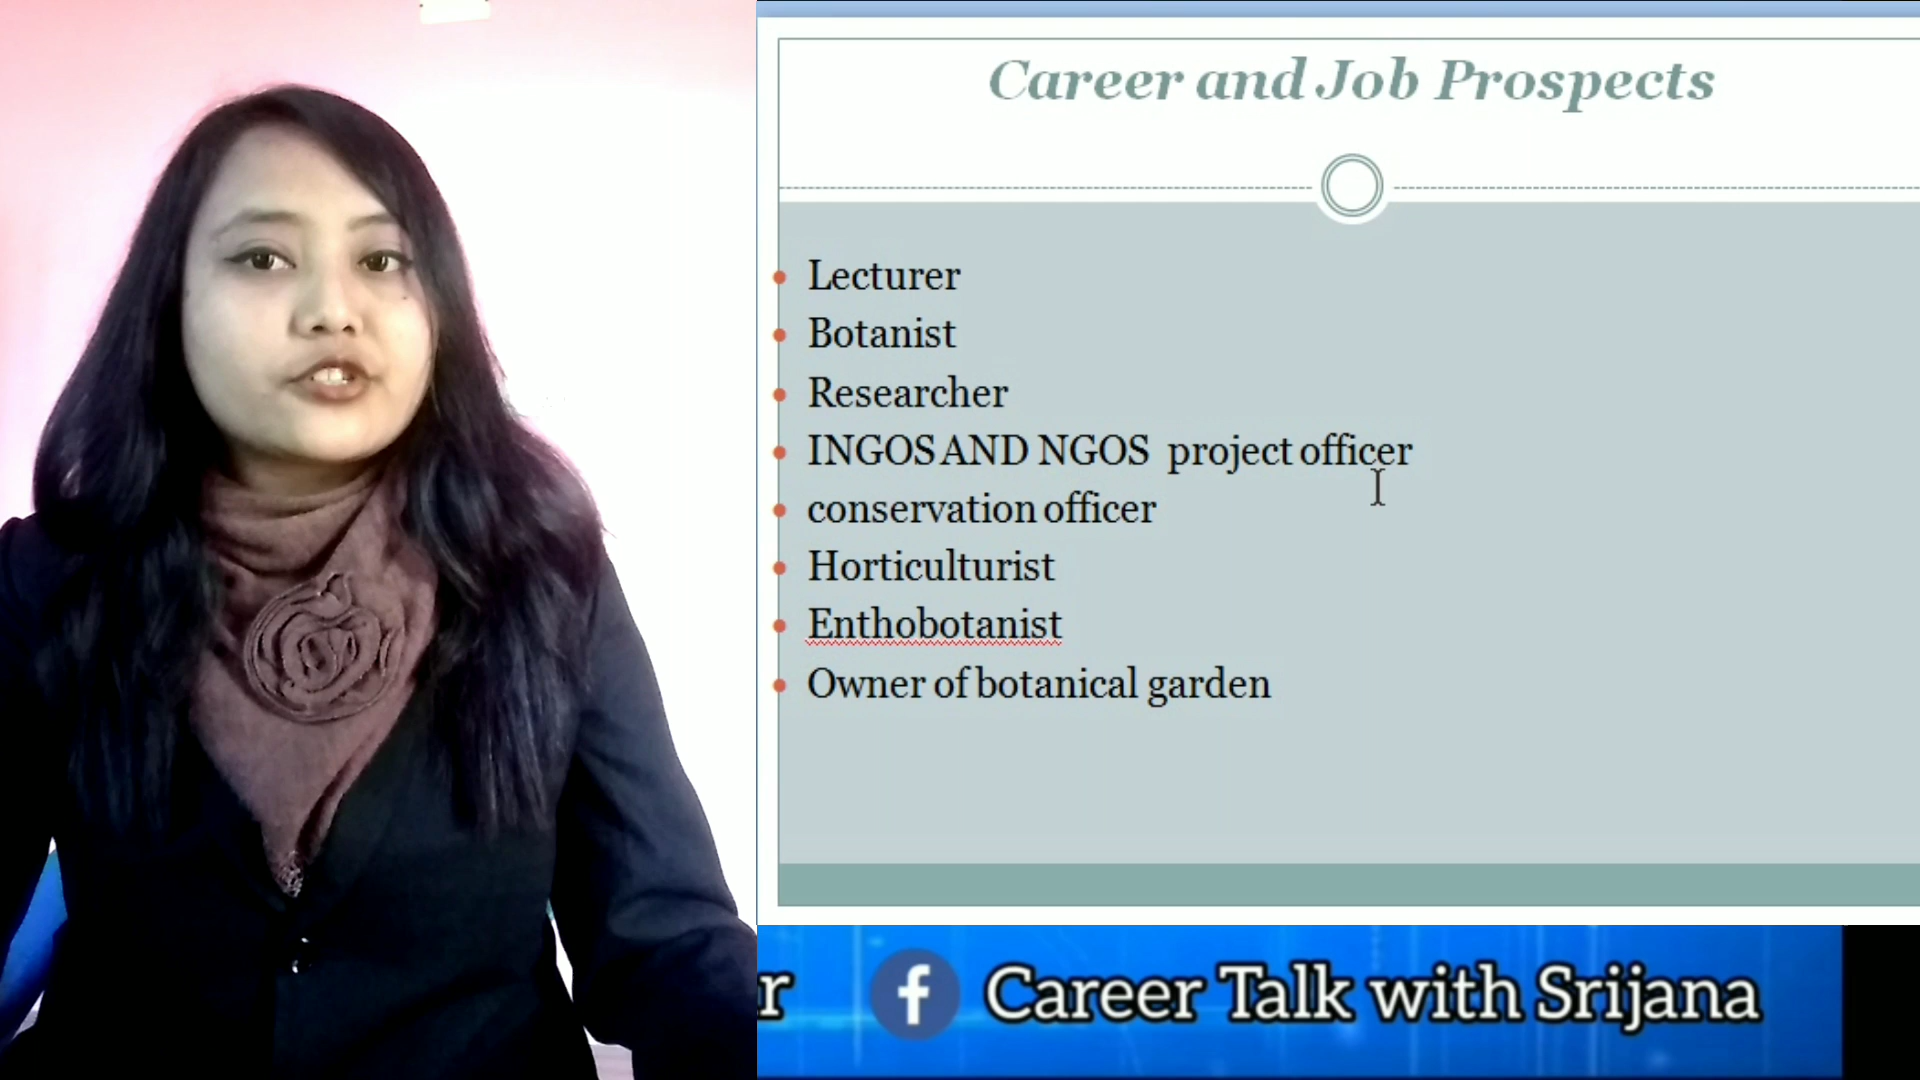 Career and Job Prospects
Lecturer
Botanist
Researcher
INGOS AND NGOS project officer
conservation officer
Horticulturist
Enthobotanist
Owner of botanical garden
r Career Talk with Srijana